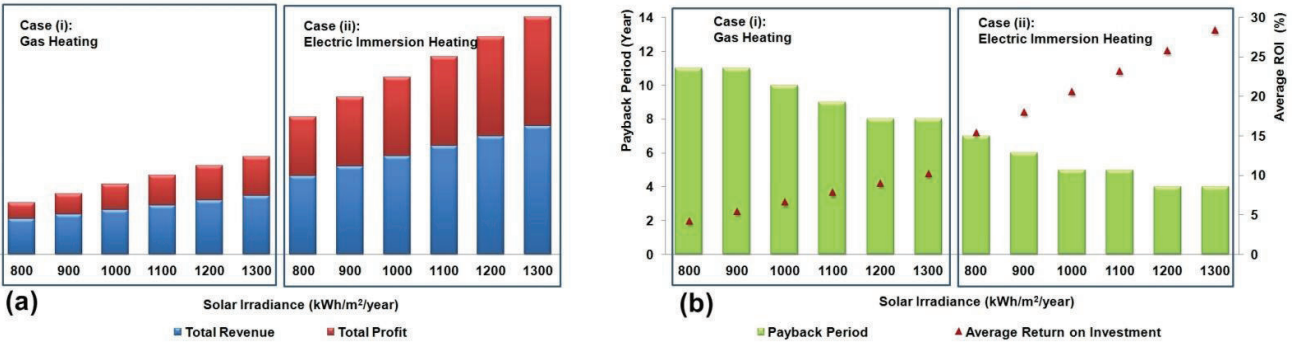 Case (i):
Gas Heating
Case (ii):
Electric Immersion Heating
800 900 1000 1100 1200 1300 800 900 1000 1100 1200 1300
(a)
Solar Irradiance (kWh/m²/year)
Total Revenue Total Profit
Payback Period (Year)
14
12
10
8
6
4
2
0
Case (i):
Gas Heating
Case (ii):
Electric Immersion Heating
30
25
20
15
10
5
0
Average ROI (%)
800 900 1000 1100 1200 1300 800 900 1000 1100 1200 1300
(b)
Solar Irradiance (kWh/m²/year)
Payback Period Average Return on Investment